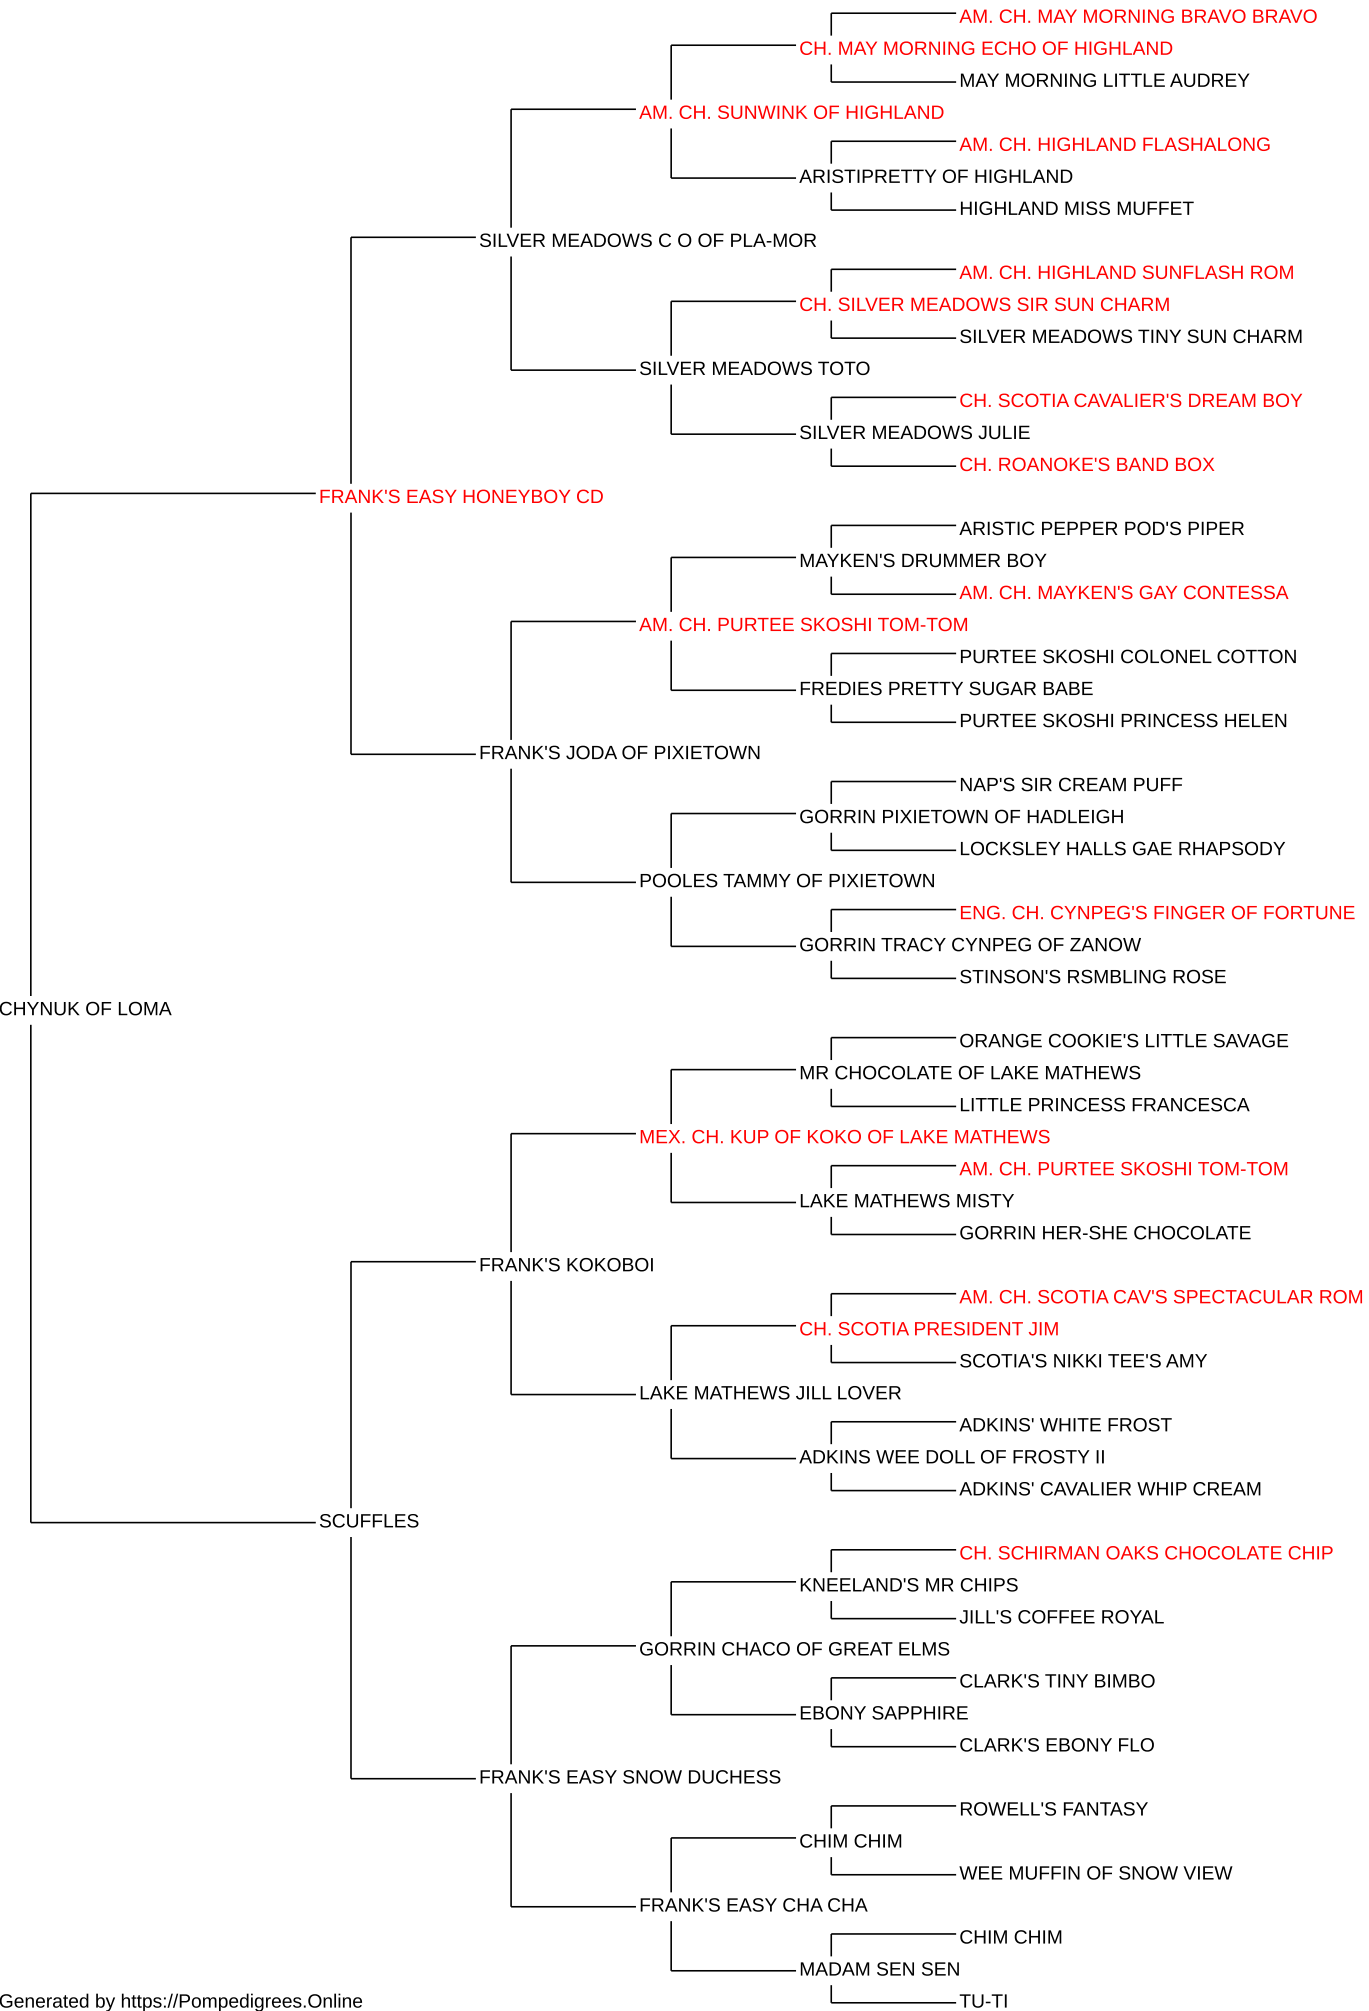 AM. CH. MAY MORNING BRAVO BRAVO
CH. MAY MORNING ECHO OF HIGHLAND
MAY MORNING LITTLE AUDREY
AM. CH. SUNWINK OF HIGHLAND
AM. CH. HIGHLAND FLASHALONG
ARISTIPRETTY OF HIGHLAND
HIGHLAND MISS MUFFET
SILVER MEADOWS C O OF PLA-MOR
AM. CH. HIGHLAND SUNFLASH ROM
CH. SILVER MEADOWS SIR SUN CHARM
SILVER MEADOWS TINY SUN CHARM
SILVER MEADOWS TOTO
CH. SCOTIA CAVALIER'S DREAM BOY
SILVER MEADOWS JULIE
CH. ROANOKE'S BAND BOX
FRANK'S EASY HONEYBOY CD
ARISTIC PEPPER POD'S PIPER
MAYKEN'S DRUMMER BOY
AM. CH. MAYKEN'S GAY CONTESSA
AM. CH. PURTEE SKOSHI TOM-TOM
PURTEE SKOSHI COLONEL COTTON
FREDIES PRETTY SUGAR BABE
PURTEE SKOSHI PRINCESS HELEN
FRANK'S JODA OF PIXIETOWN
NAP'S SIR CREAM PUFF
GORRIN PIXIETOWN OF HADLEIGH
LOCKSLEY HALLS GAE RHAPSODY
POOLES TAMMY OF PIXIETOWN
ENG. CH. CYNPEG'S FINGER OF FORTUNE
GORRIN TRACY CYNPEG OF ZANOW
STINSON'S RSMBLING ROSE
CHYNUK OF LOMA
ORANGE COOKIE'S LITTLE SAVAGE
MR CHOCOLATE OF LAKE MATHEWS
LITTLE PRINCESS FRANCESCA
MEX. CH. KUP OF KOKO OF LAKE MATHEWS
AM. CH. PURTEE SKOSHI TOM-TOM
LAKE MATHEWS MISTY
GORRIN HER-SHE CHOCOLATE
FRANK'S KOKOBOI
AM. CH. SCOTIA CAV'S SPECTACULAR ROM
CH. SCOTIA PRESIDENT JIM
SCOTIA'S NIKKI TEE'S AMY
LAKE MATHEWS JILL LOVER
ADKINS' WHITE FROST
ADKINS WEE DOLL OF FROSTY II
ADKINS' CAVALIER WHIP CREAM
SCUFFLES
CH. SCHIRMAN OAKS CHOCOLATE CHIP
KNEELAND'S MR CHIPS
JILL'S COFFEE ROYAL
GORRIN CHACO OF GREAT ELMS
CLARK'S TINY BIMBO
EBONY SAPPHIRE
CLARK'S EBONY FLO
FRANK'S EASY SNOW DUCHESS
ROWELL'S FANTASY
CHIM CHIM
WEE MUFFIN OF SNOW VIEW
FRANK'S EASY CHA CHA
CHIM CHIM
MADAM SEN SEN
TU-TI
Generated by https://Pompedigrees.Online